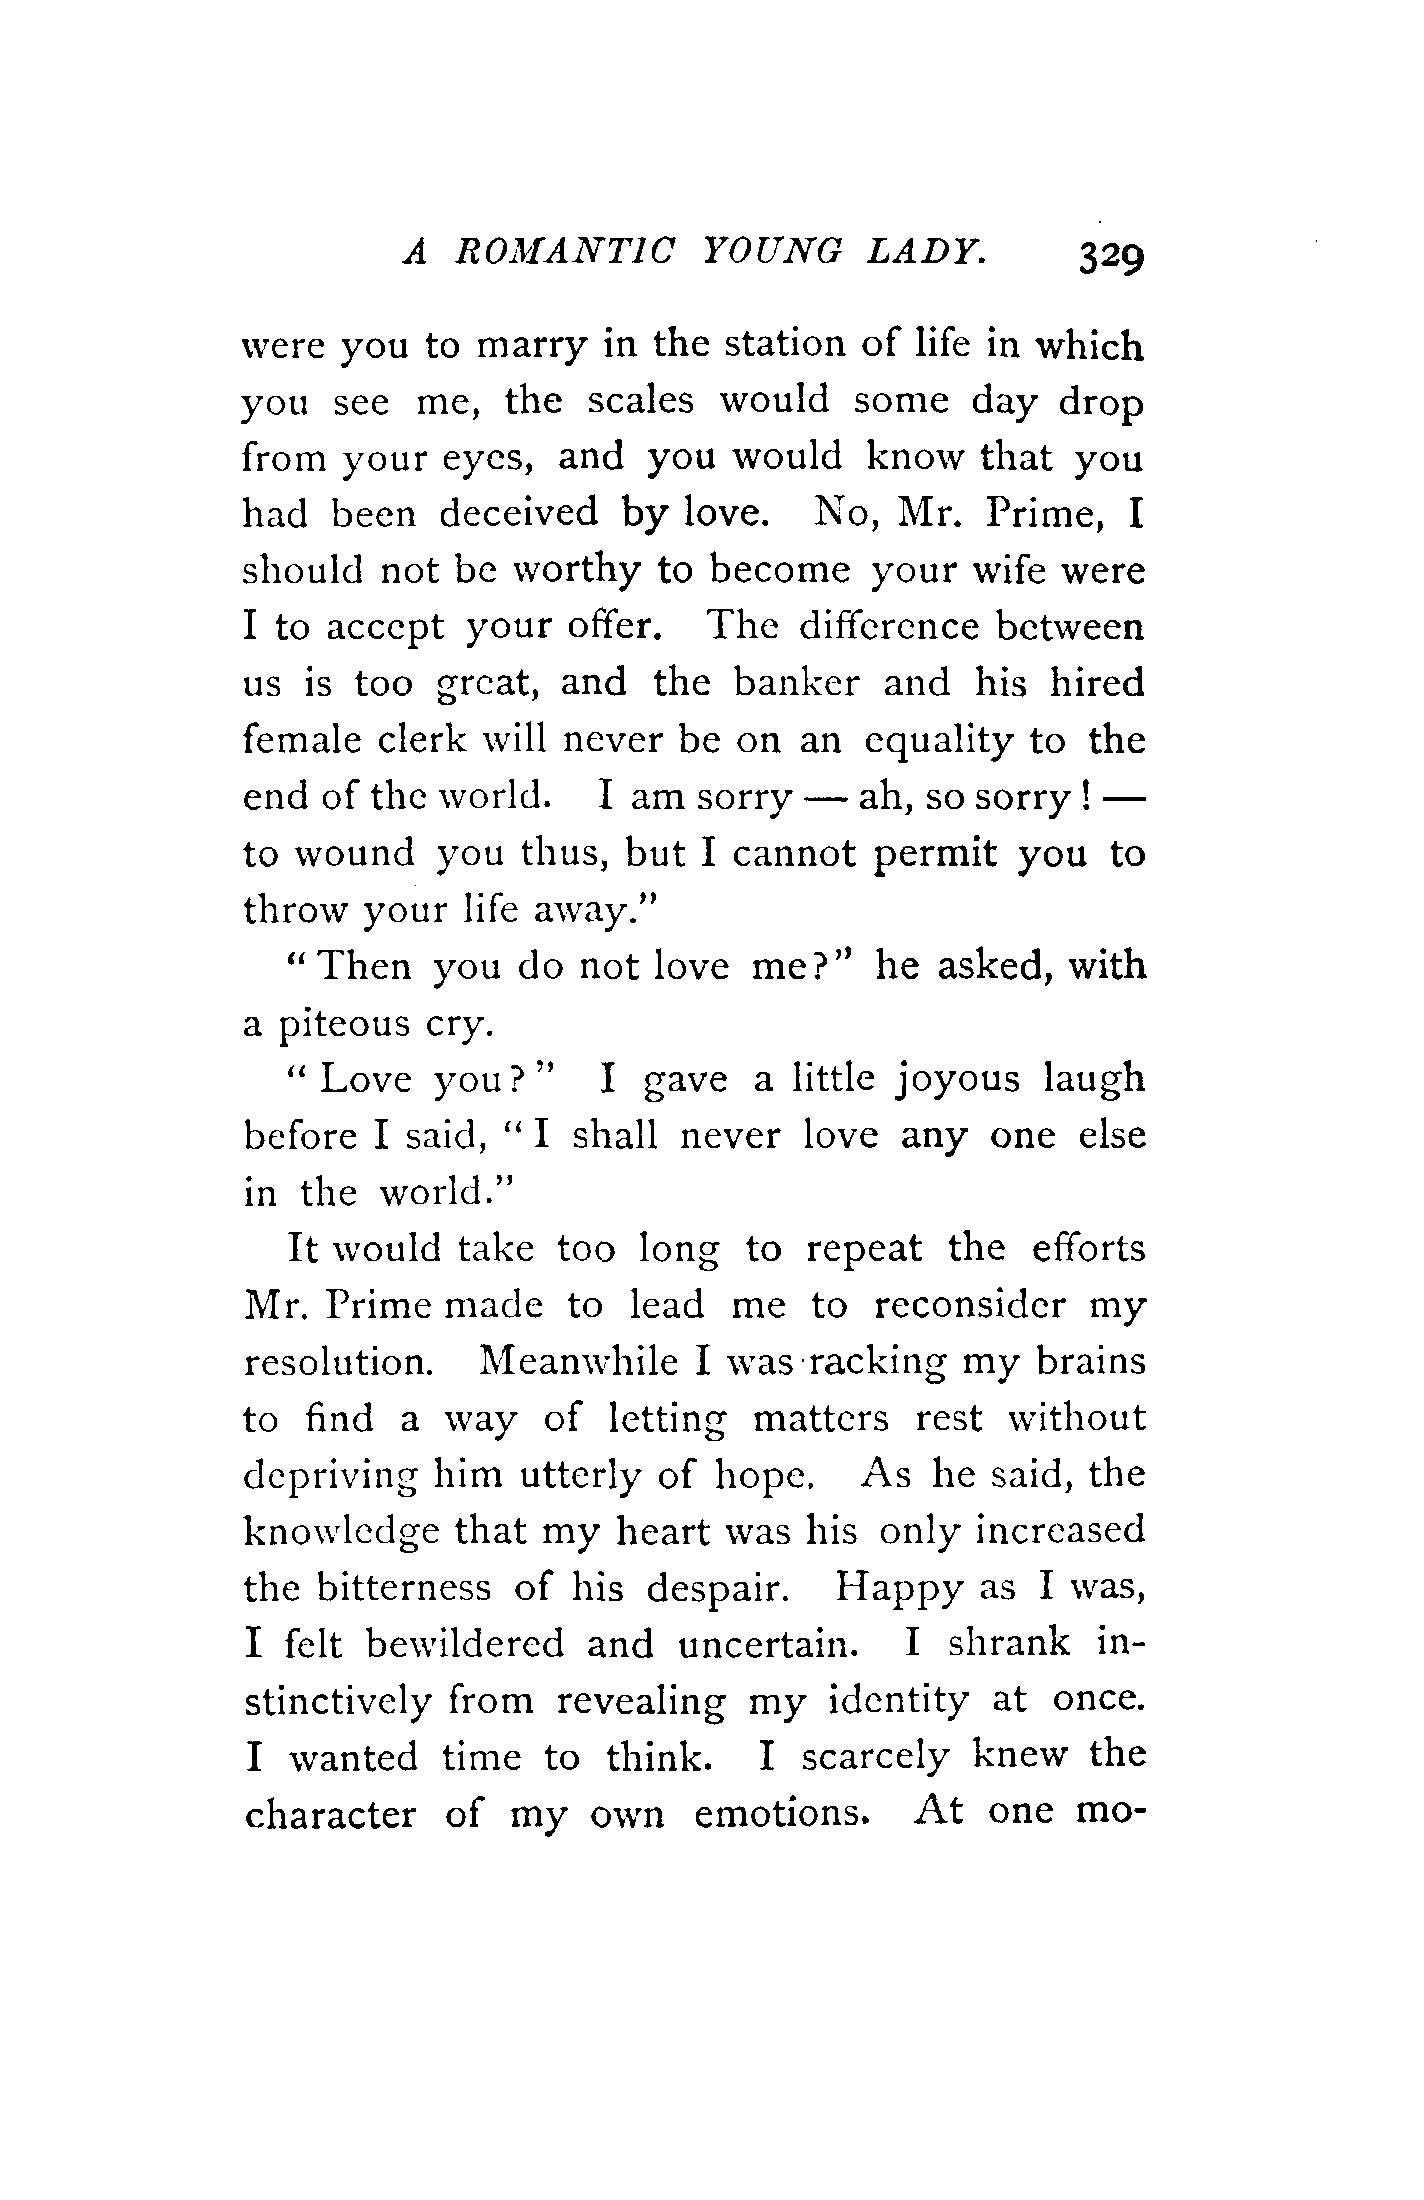 A ROMANTIC YOUNG LADY. 329
were you to marry in the station of life in which
you see me, the scales would some day drop
from your eyes, and you would know that you
had been deceived by love. No, Mr. Prime, I
should not be worthy to become your wife were
I to accept your offer. The difference between
us is too great, and the banker and his hired
female clerk will never be on an equality to the
end of the world. I am sorry — ah, so sorry! —
to wound you thus, but I cannot permit you to
throw your life away."
"Then you do not love me?" he asked, with
a piteous cry.
"Love you?" I gave a little joyous laugh
before I said, "I shall never love any one else
in the world."
It would take too long to repeat the efforts
Mr. Prime made to lead me to reconsider my
resolution. Meanwhile I was racking my brains
to find a way of letting matters rest without
depriving him utterly of hope. As he said, the
knowledge that my heart was his only increased
the bitterness of his despair. Happy as I was,
I felt bewildered and uncertain. I shrank in-
stinctively from revealing my identity at once.
I wanted time to think. I scarcely knew the
character of my own emotions. At one mo-